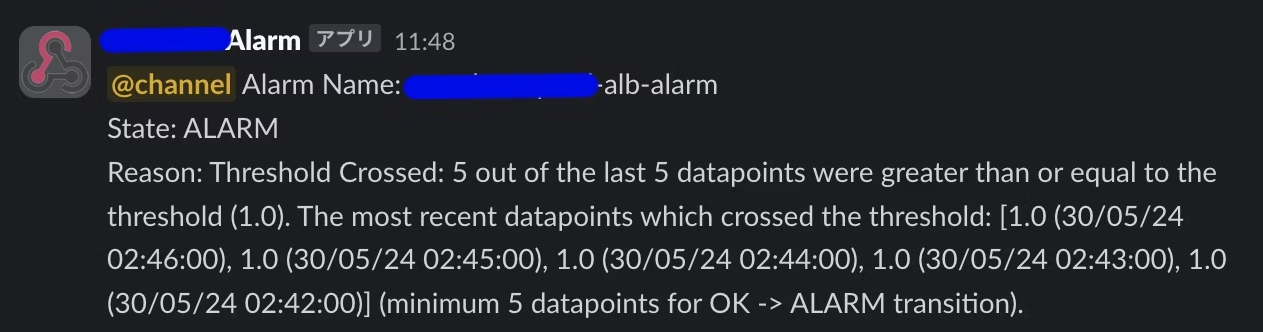 Alarm アプリ 11:48
@channel Alarm Name: -alb-alarm
State: ALARM
Reason: Threshold Crossed: 5 out of the last 5 datapoints were greater than or equal to the
threshold (1.0). The most recent datapoints which crossed the threshold: [1.0 (30/05/24
02:46:00), 1.0 (30/05/24 02:45:00), 1.0 (30/05/24 02:44:00), 1.0 (30/05/24 02:43:00), 1.0
(30/05/24 02:42:00)] (minimum 5 datapoints for OK -> ALARM transition).